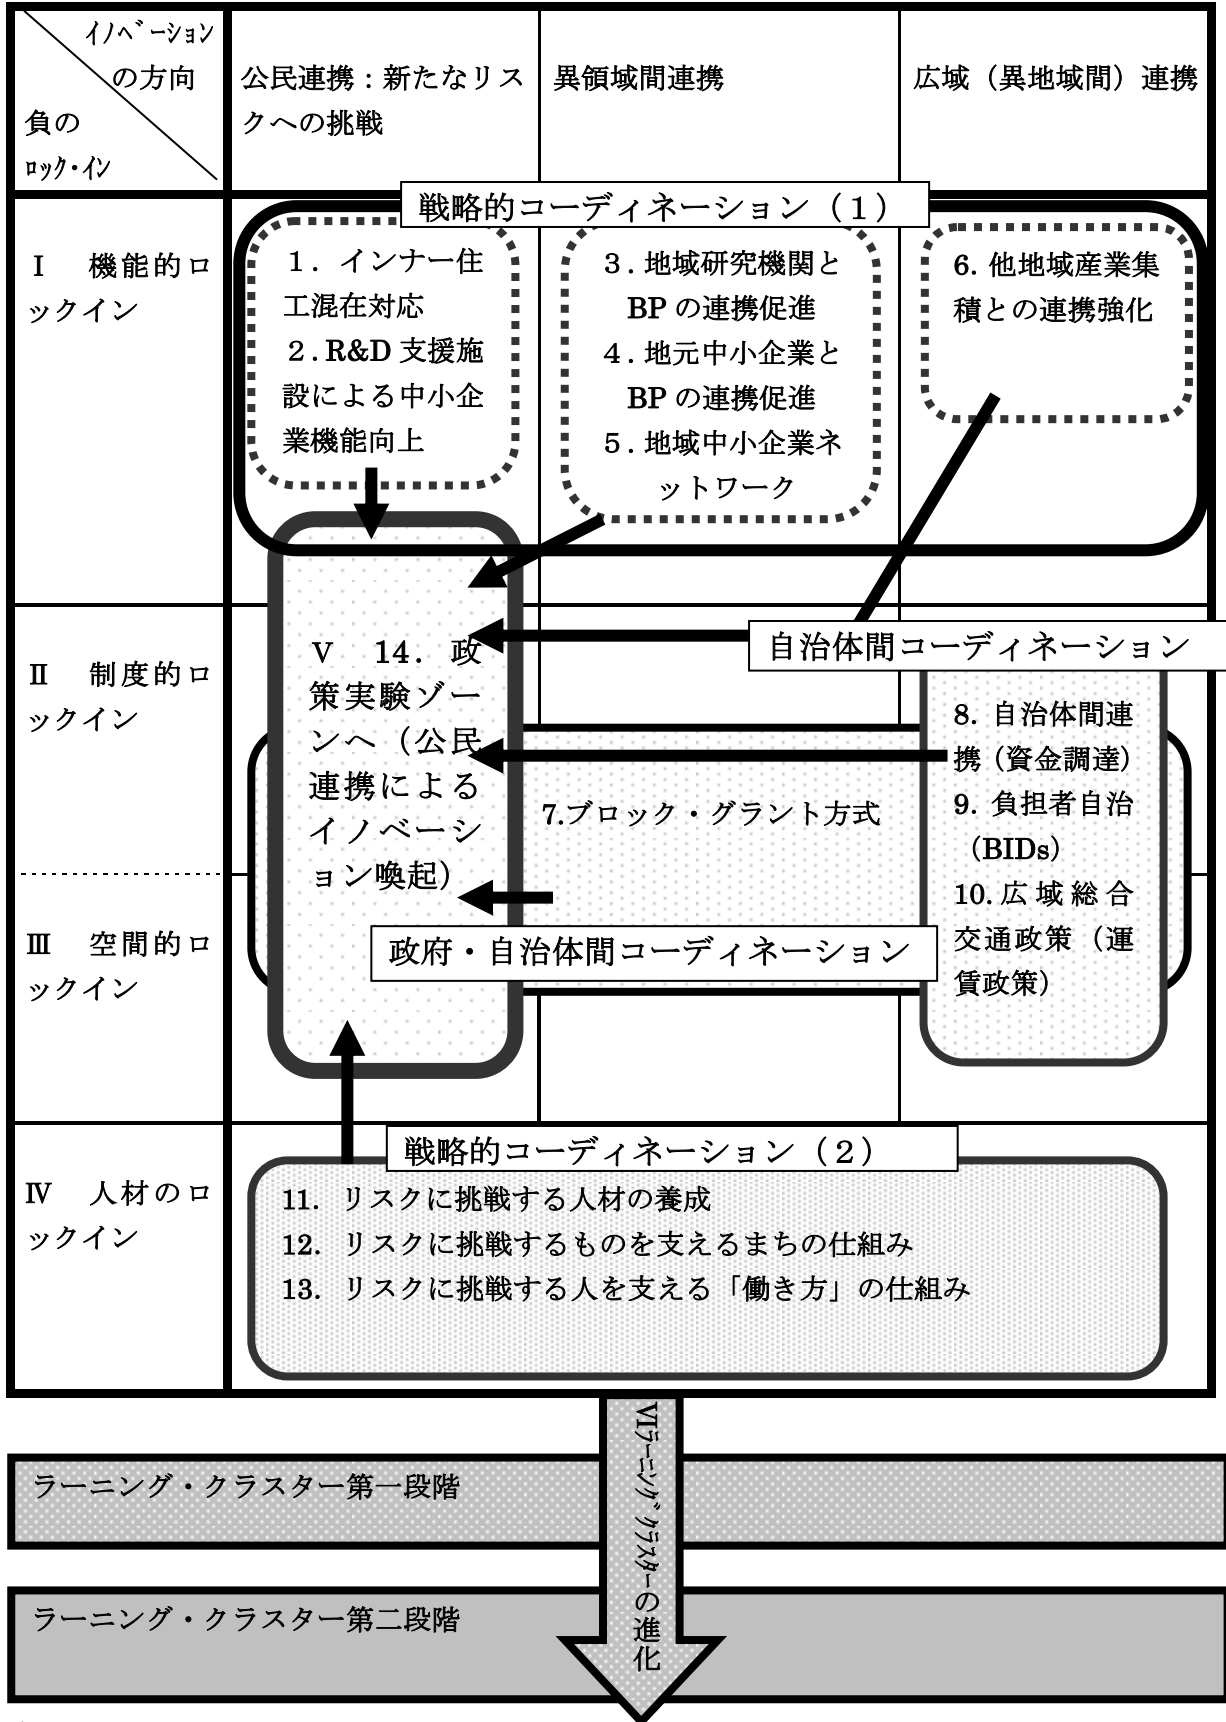 イノベーション
の方向
負の
ロック・イン
公民連携：新たなリス
クへの挑戦
異領域間連携
広域（異地域間）連携
戦略的コーディネーション（１）
Ⅰ　機能的ロ
ックイン
１．インナー住
工混在対応
２．R&D 支援施
設による中小企
業機能向上
３．地域研究機関と
BP の連携促進
４．地元中小企業と
BP の連携促進
５．地域中小企業ネ
ットワーク
6. 他地域産業集
積との連携強化
自治体間コーディネーション
Ⅱ　制度的ロ
ックイン
Ⅴ　14．政
策実験ゾー
ンへ（公民
連携による
イノベーシ
ョン喚起）
7.ブロック・グラント方式
8. 自治体間連
携（資金調達）
9. 負担者自治
（BIDs）
10. 広域総合
交通政策（運
賃政策）
Ⅲ　空間的ロ
ックイン
政府・自治体間コーディネーション
戦略的コーディネーション（２）
Ⅳ　人材のロ
ックイン
11.　リスクに挑戦する人材の養成
12.　リスクに挑戦するものを支えるまちの仕組み
13.　リスクに挑戦する人を支える「働き方」の仕組み
Ⅵラーニングクラスターの進化
ラーニング・クラスター第一段階
ラーニング・クラスター第二段階